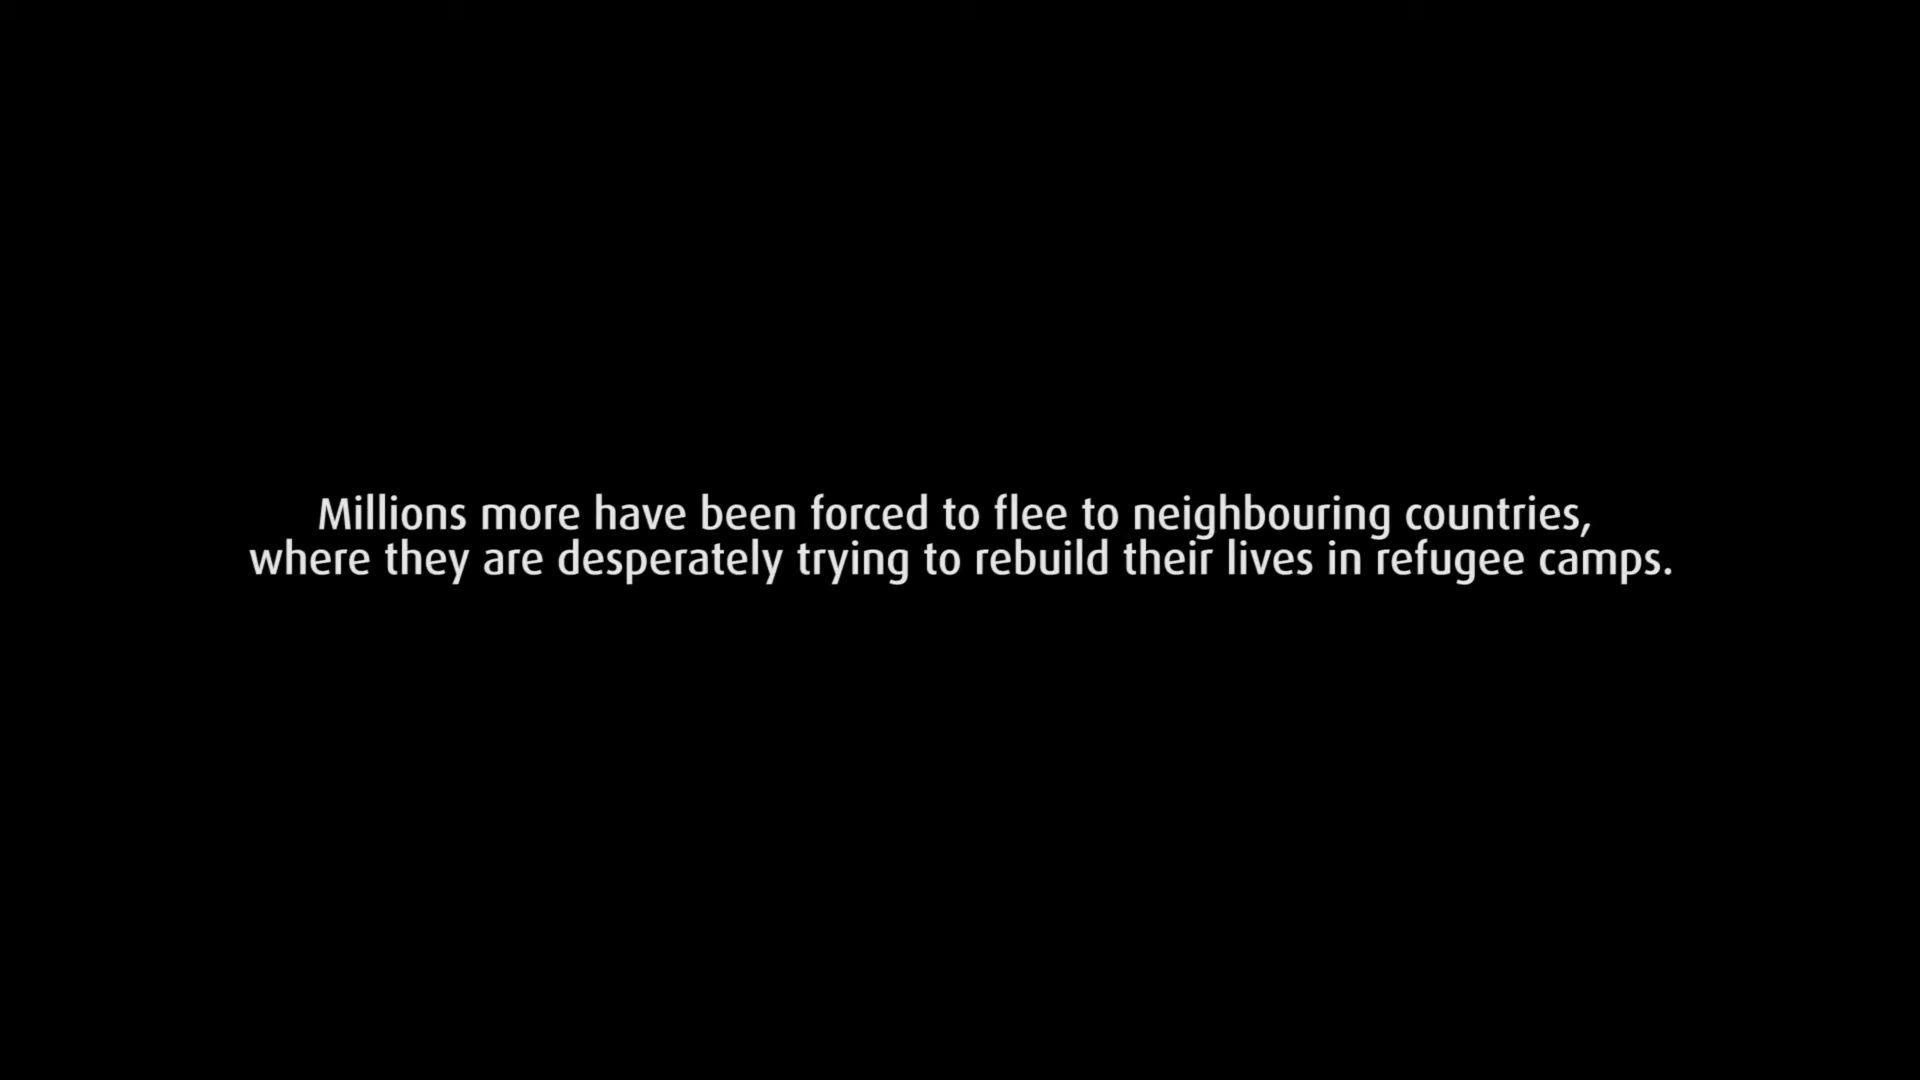 Millions more have been forced to flee to neighbouring countries,
where they are desperately trying to rebuild their lives in refugee camps.